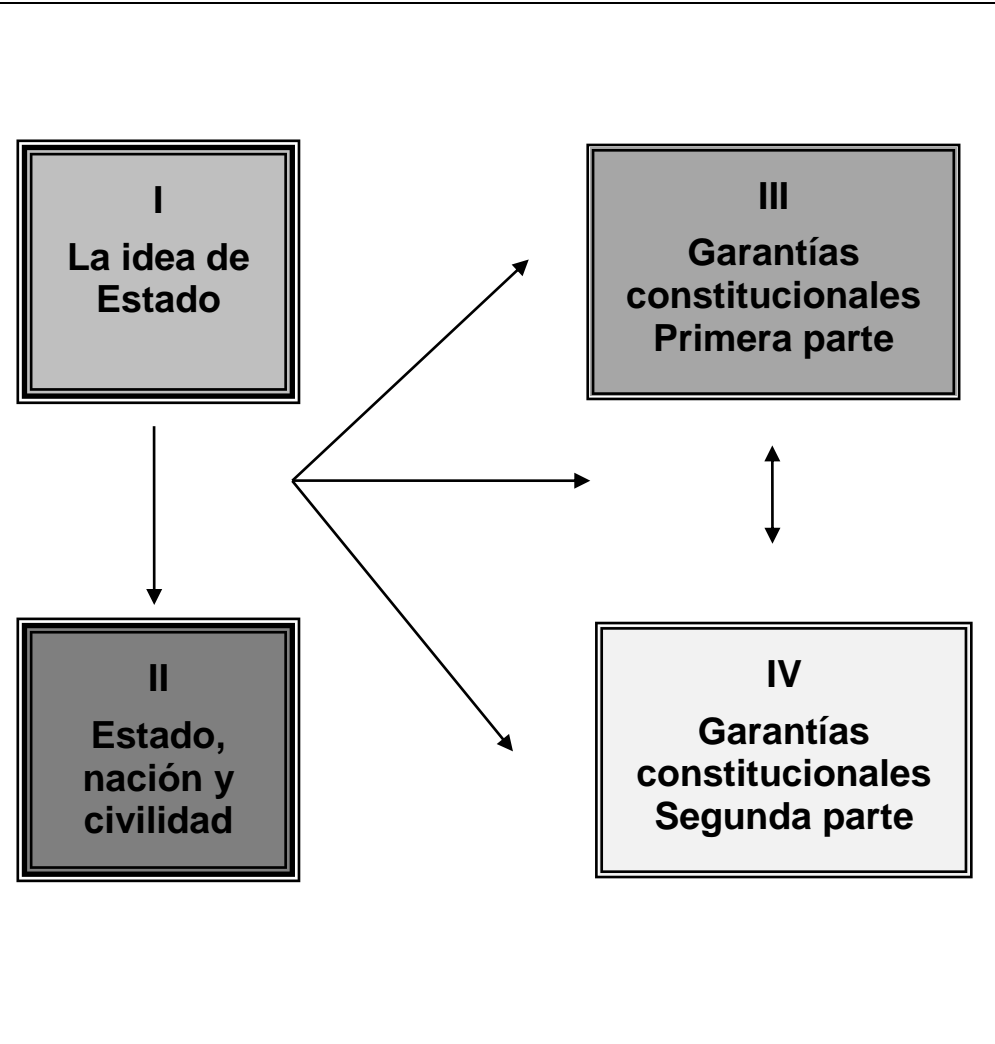 I
La idea de
Estado
II
Estado,
nación y
civilidad
III
Garantías
constitucionales
Primera parte
IV
Garantías
constitucionales
Segunda parte